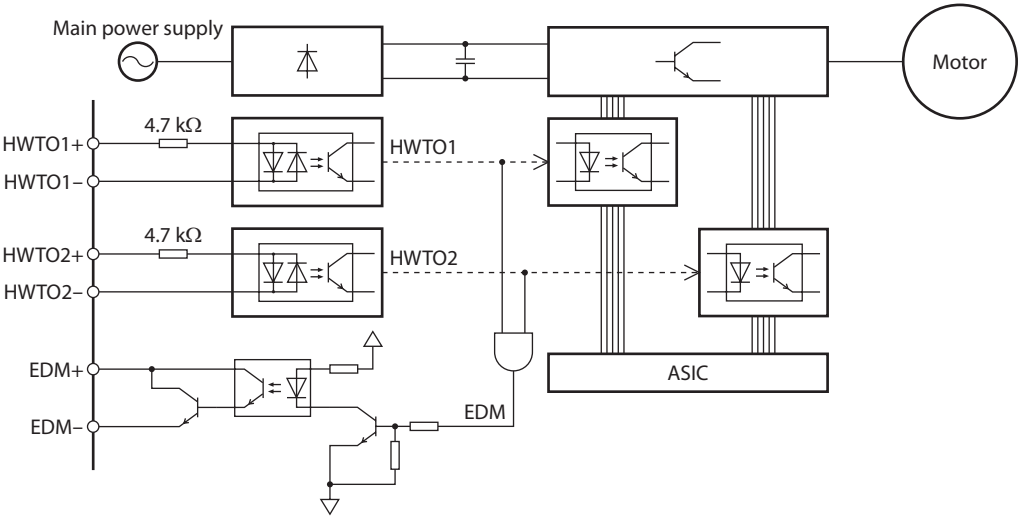 Main power supply
Motor
4.7 kΩ
HWTO1+
HWTO1
HWTO1–
4.7 kΩ
HWTO2+
HWTO2
HWTO2–
EDM+
ASIC
EDM
EDM–